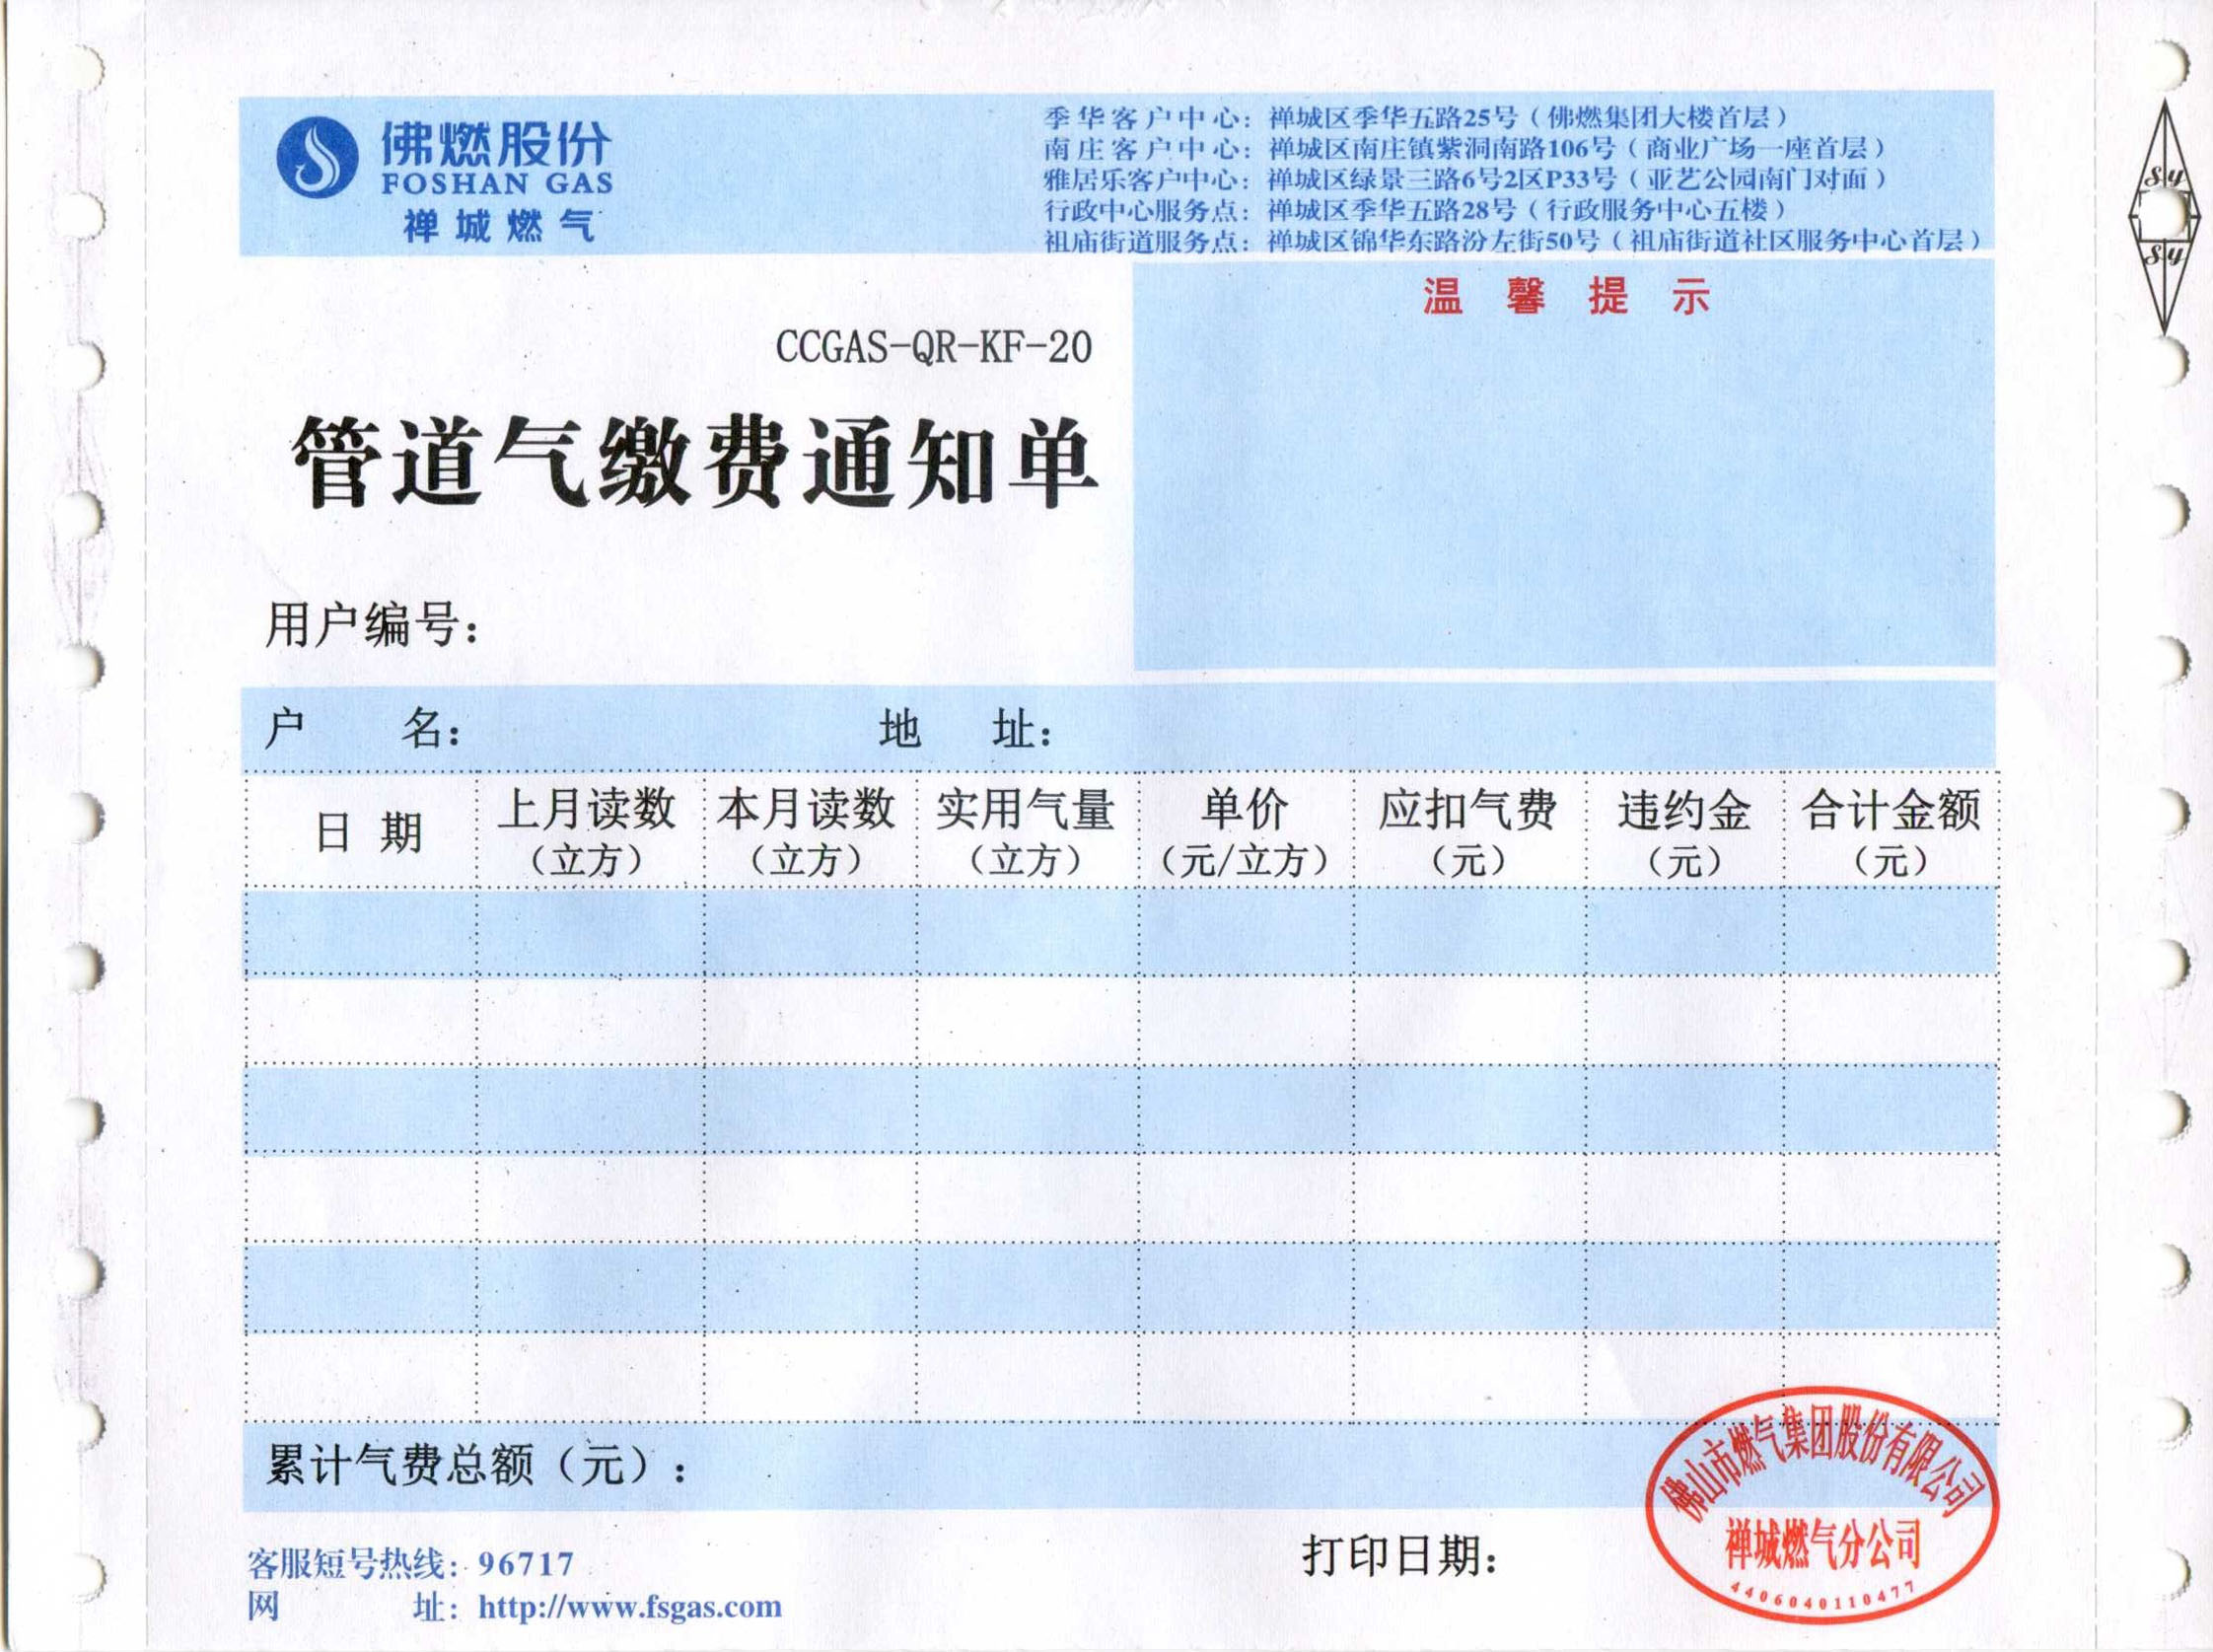 佛燃股份
FOSHAN GAS
禅城燃气
季华客户中心：禅城区季华五路25号（佛燃集团大楼首层）
南庄客户中心：禅城区南庄镇紫洞南路106号（商业广场一座首层）
雅居乐客户中心：禅城区绿景三路6号2区P33号（亚艺公园南门对面）
行政中心服务点：禅城区季华五路28号（行政服务中心五楼）
祖庙街道服务点：禅城区锦华东路汾左街50号（祖庙街道社区服务中心首层）
温馨提示
CCGAS-QR-KF-20
管道气缴费通知单
用户编号：
户 名： 地 址：
日期 上月读数（立方） 本月读数（立方） 实用气量（立方） 单价（元/立方） 应扣气费（元） 违约金（元） 合计金额（元）
累计气费总额（元）：
客服短号热线：96717
网 址：http://www.fsgas.com
打印日期：
佛山市燃气集团股份有限公司
禅城燃气分公司
4406040110477
Sy
Sy